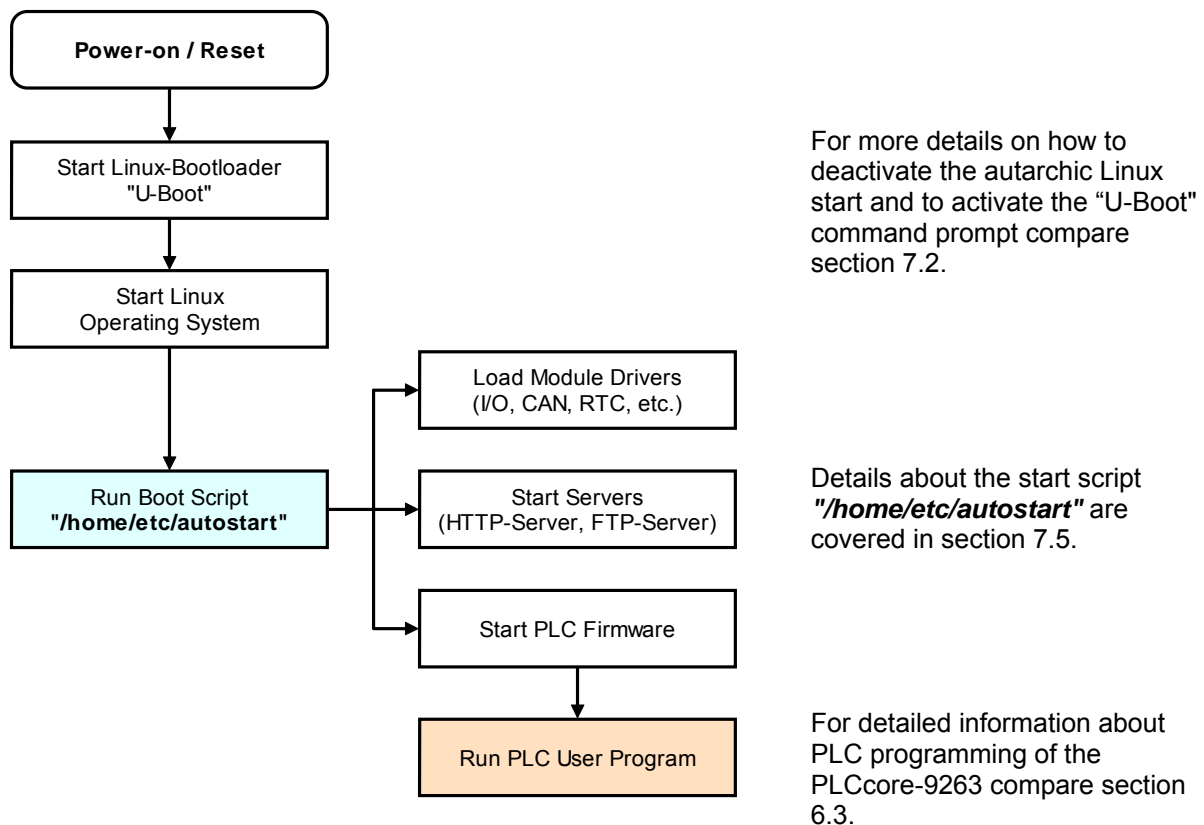 Power-on / Reset
Start Linux-Bootloader
"U-Boot"
For more details on how to
deactivate the autarchic Linux
start and to activate the “U-Boot"
command prompt compare
section 7.2.
Start Linux
Operating System
Load Module Drivers
(I/O, CAN, RTC, etc.)
Run Boot Script
"/home/etc/autostart"
Start Servers
(HTTP-Server, FTP-Server)
Details about the start script
"/home/etc/autostart" are
covered in section 7.5.
Start PLC Firmware
Run PLC User Program
For detailed information about
PLC programming of the
PLCcore-9263 compare section
6.3.